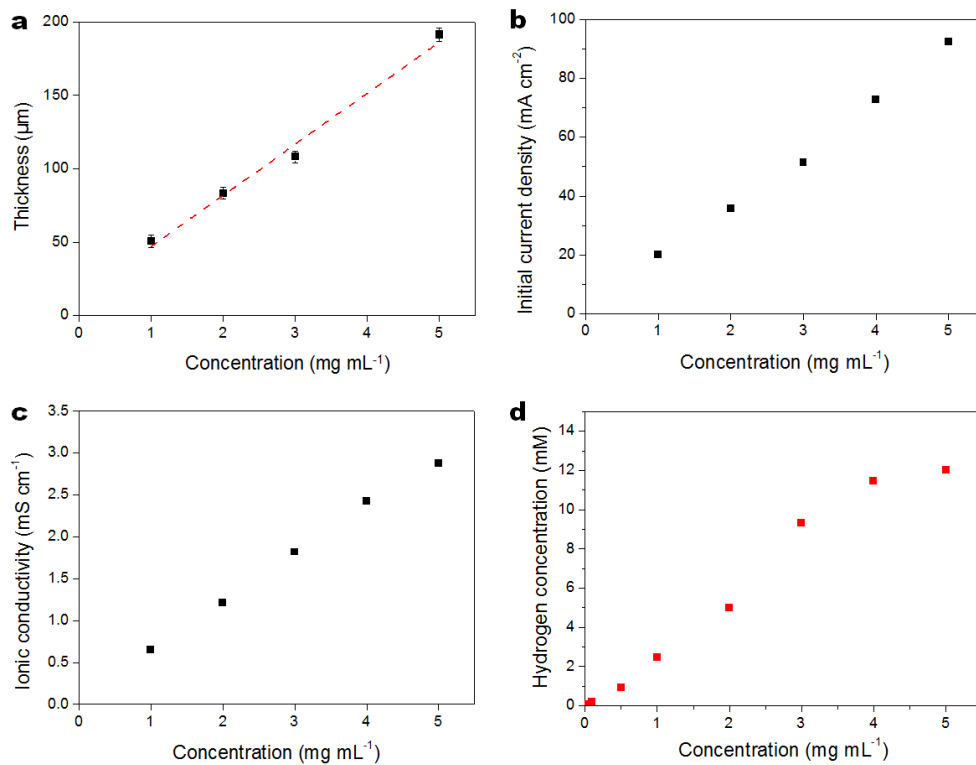 a
200
150
100
50
0
Thickness (µm)
0 1 2 3 4 5
Concentration (mg mL⁻¹)
b
100
80
60
40
20
0
Initial current density (mA cm⁻²)
0 1 2 3 4 5
Concentration (mg mL⁻¹)
c
3.5
3.0
2.5
2.0
1.5
1.0
0.5
0.0
Ionic conductivity (mS cm⁻¹)
0 1 2 3 4 5
Concentration (mg mL⁻¹)
d
14
12
10
8
6
4
2
0
Hydrogen concentration (mM)
0 1 2 3 4 5
Concentration (mg mL⁻¹)